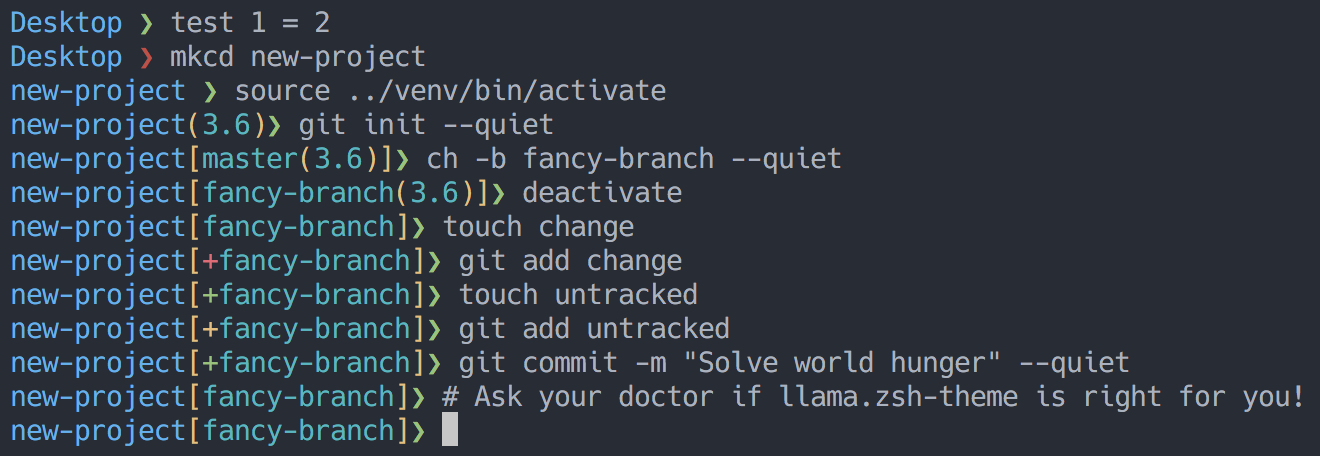 Desktop ❯ test 1 = 2
Desktop ❯ mkcd new-project
new-project ❯ source ../venv/bin/activate
new-project(3.6)❯ git init --quiet
new-project[master(3.6)]❯ ch -b fancy-branch --quiet
new-project[fancy-branch(3.6)]❯ deactivate
new-project[fancy-branch]❯ touch change
new-project[+fancy-branch]❯ git add change
new-project[+fancy-branch]❯ touch untracked
new-project[+fancy-branch]❯ git add untracked
new-project[+fancy-branch]❯ git commit -m "Solve world hunger" --quiet
new-project[fancy-branch]❯ # Ask your doctor if llama.zsh-theme is right for you!
new-project[fancy-branch]❯